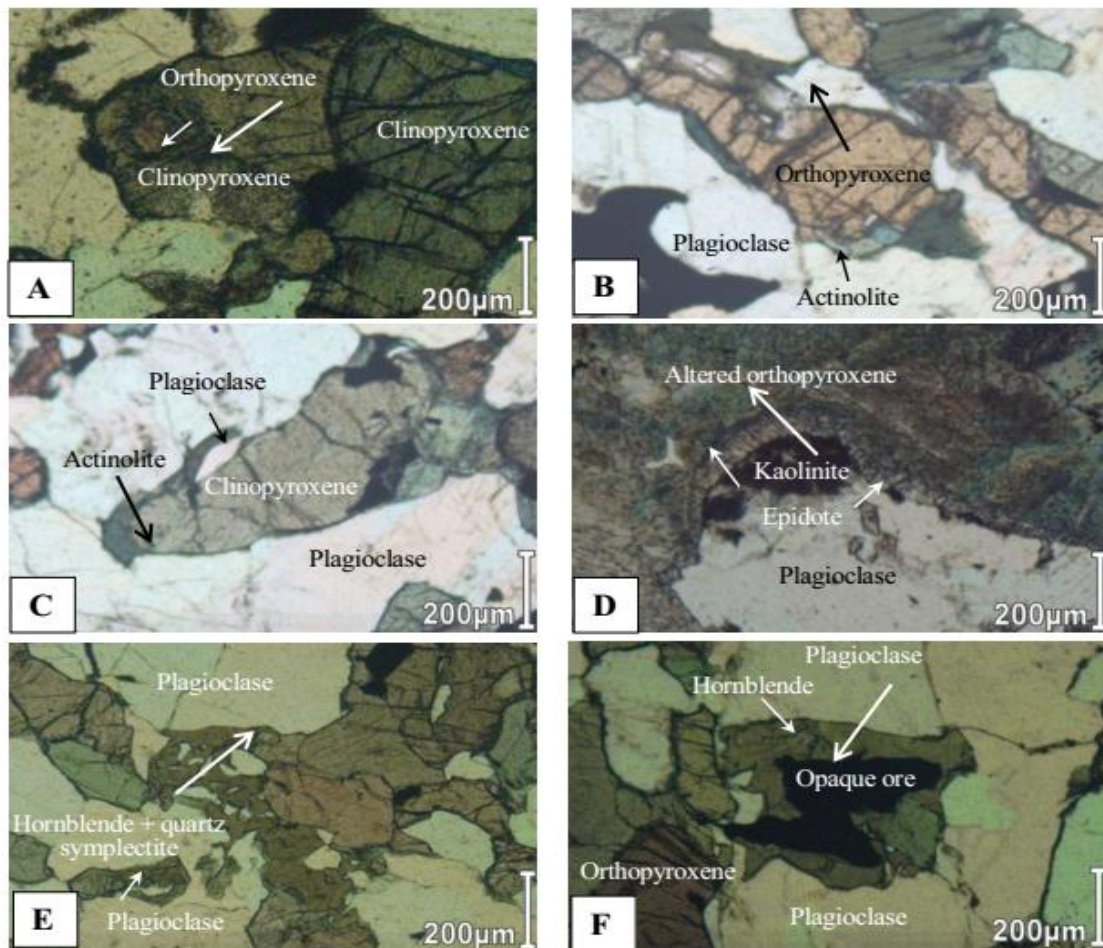 Orthopyroxene
Clinopyroxene
Clinopyroxene
A
200µm
Orthopyroxene
Plagioclase
Actinolite
B
200µm
Plagioclase
Actinolite
Clinopyroxene
Plagioclase
C
200µm
Altered orthopyroxene
Kaolinite
Epidote
Plagioclase
D
200µm
Plagioclase
Hornblende + quartz
symplectite
Plagioclase
E
200µm
Plagioclase
Hornblende
Opaque ore
Orthopyroxene
Plagioclase
F
200µm